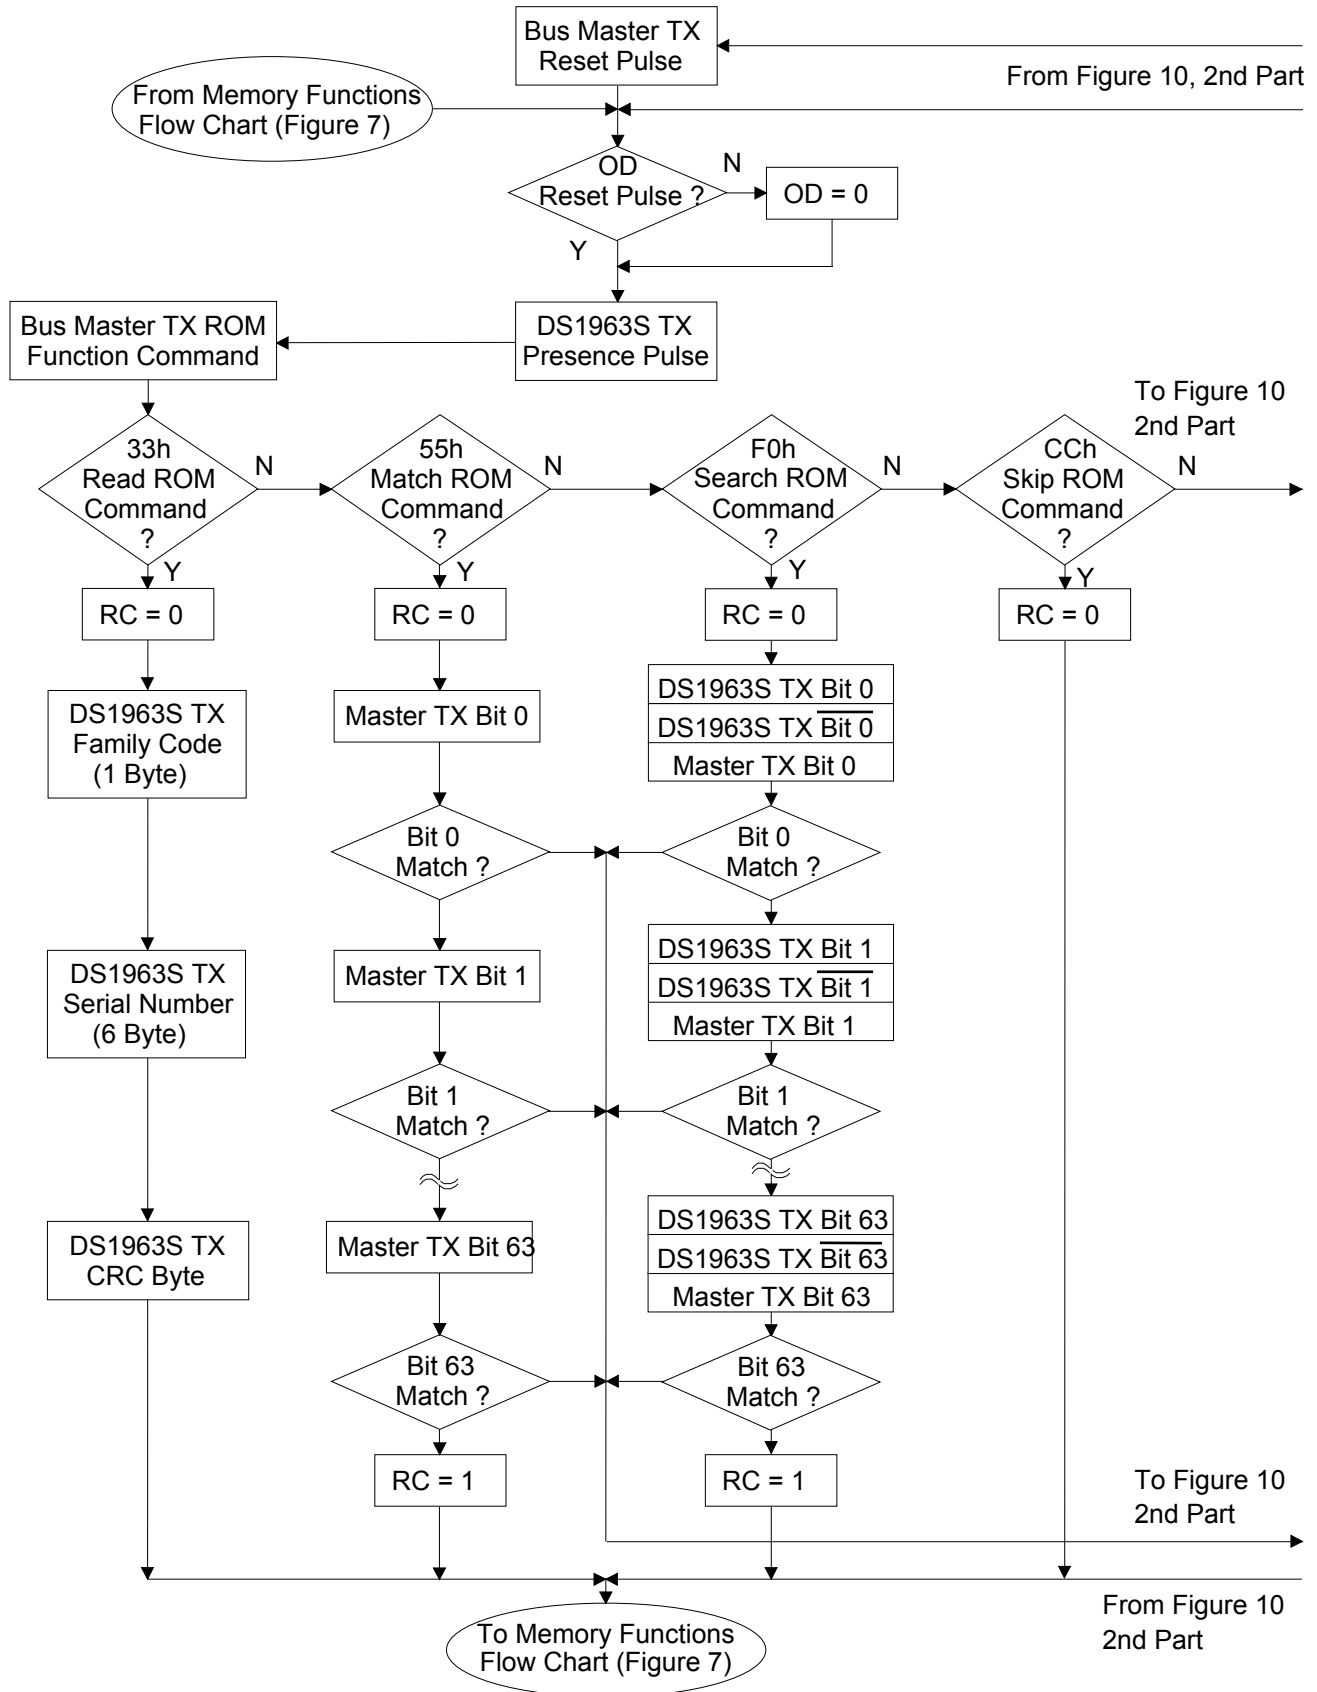 Bus Master TX
Reset Pulse
From Figure 10, 2nd Part
From Memory Functions
Flow Chart (Figure 7)
OD
Reset Pulse ?
N
OD = 0
Y
Bus Master TX ROM
Function Command
DS1963S TX
Presence Pulse
To Figure 10
2nd Part
33h
Read ROM
Command
?
N
55h
Match ROM
Command
?
N
F0h
Search ROM
Command
?
N
CCh
Skip ROM
Command
?
N
Y
Y
Y
Y
RC = 0
RC = 0
RC = 0
RC = 0
DS1963S TX
Family Code
(1 Byte)
Master TX Bit 0
DS1963S TX Bit 0
DS1963S TX B̅i̅t̅ ̅0̅
Master TX Bit 0
Bit 0
Match ?
Bit 0
Match ?
DS1963S TX
Serial Number
(6 Byte)
Master TX Bit 1
DS1963S TX Bit 1
DS1963S TX B̅i̅t̅ ̅1̅
Master TX Bit 1
Bit 1
Match ?
Bit 1
Match ?
DS1963S TX
CRC Byte
Master TX Bit 63
DS1963S TX Bit 63
DS1963S TX B̅i̅t̅ ̅6̅3̅
Master TX Bit 63
Bit 63
Match ?
Bit 63
Match ?
RC = 1
RC = 1
To Figure 10
2nd Part
From Figure 10
2nd Part
To Memory Functions
Flow Chart (Figure 7)